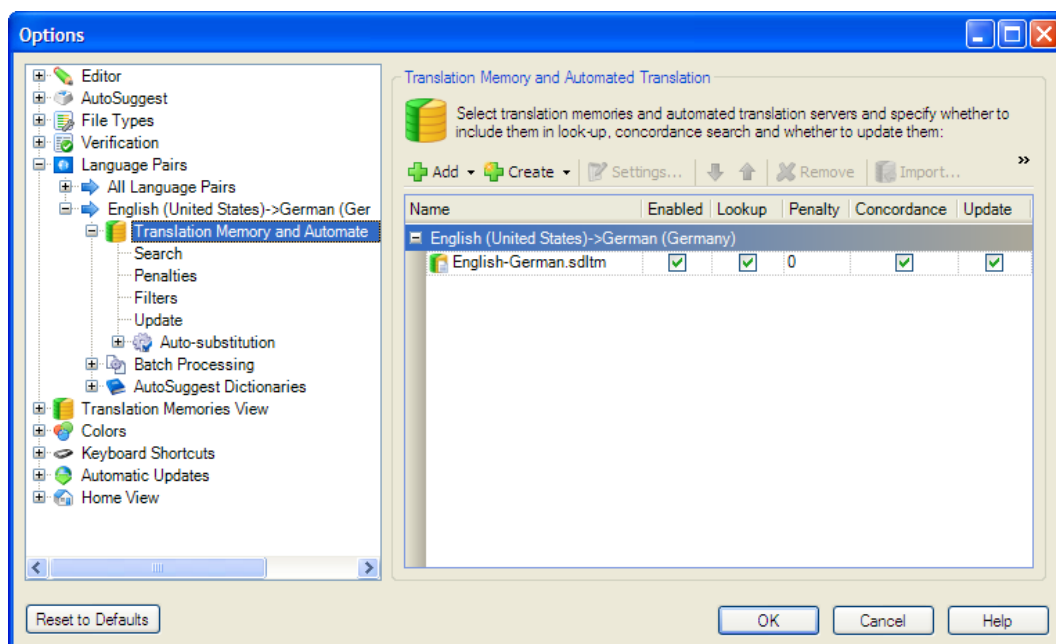 Options
Editor
AutoSuggest
File Types
Verification
Language Pairs
All Language Pairs
English (United States)->German (Ger
Translation Memory and Automate
Search
Penalties
Filters
Update
Auto-substitution
Batch Processing
AutoSuggest Dictionaries
Translation Memories View
Colors
Keyboard Shortcuts
Automatic Updates
Home View
Translation Memory and Automated Translation
Select translation memories and automated translation servers and specify whether to
include them in look-up, concordance search and whether to update them:
Add Create Settings... Remove Import... »
Name Enabled Lookup Penalty Concordance Update
English (United States)->German (Germany)
English-German.sdltm 0
Reset to Defaults OK Cancel Help